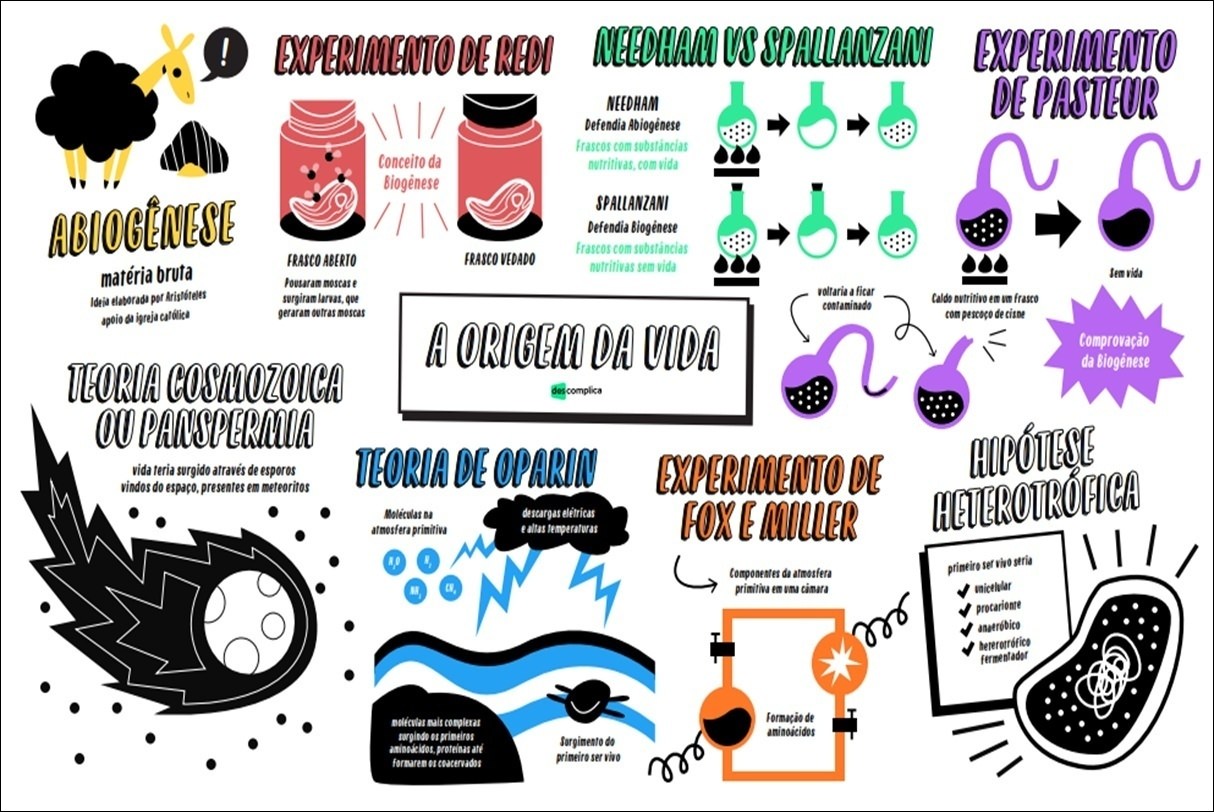 !
ABIOGÊNESE
matéria bruta
Ideia elaborada por Aristóteles
apoio da igreja católica
EXPERIMENTO DE REDI
Conceito da
Biogênese
FRASCO ABERTO
Pousaram moscas e
surgiram larvas, que
geraram outras moscas
FRASCO VEDADO
NEEDHAM VS SPALLANZANI
NEEDHAM
Defendia Abiogênese
Frascos com substâncias
nutritivas, com vida
SPALLANZANI
Defendia Biogênese
Frascos com substâncias
nutritivas sem vida
EXPERIMENTO
DE PASTEUR
Sem vida
Caldo nutritivo em um frasco
com pescoço de cisne
voltaria a ficar
contaminado
Comprovação
da Biogênese
A ORIGEM DA VIDA
descomplica
TEORIA COSMOZOICA
OU PANSPERMIA
vida teria surgido através de esporos
vindos do espaço, presentes em meteoritos
TEORIA DE OPARIN
Moléculas na
atmosfera primitiva
H₂O
H₂
NH₃
CH₄
descargas elétricas
e altas temperaturas
moléculas mais complexas
surgindo os primeiros
aminoácidos, proteínas até
formarem os coacervados
Surgimento do
primeiro ser vivo
EXPERIMENTO DE
FOX E MILLER
Componentes da atmosfera
primitiva em uma câmara
Formação de
aminoácidos
HIPÓTESE
HETEROTRÓFICA
primeiro ser vivo seria
unicelular
procarionte
anaeróbico
heterotrófico
fermentador